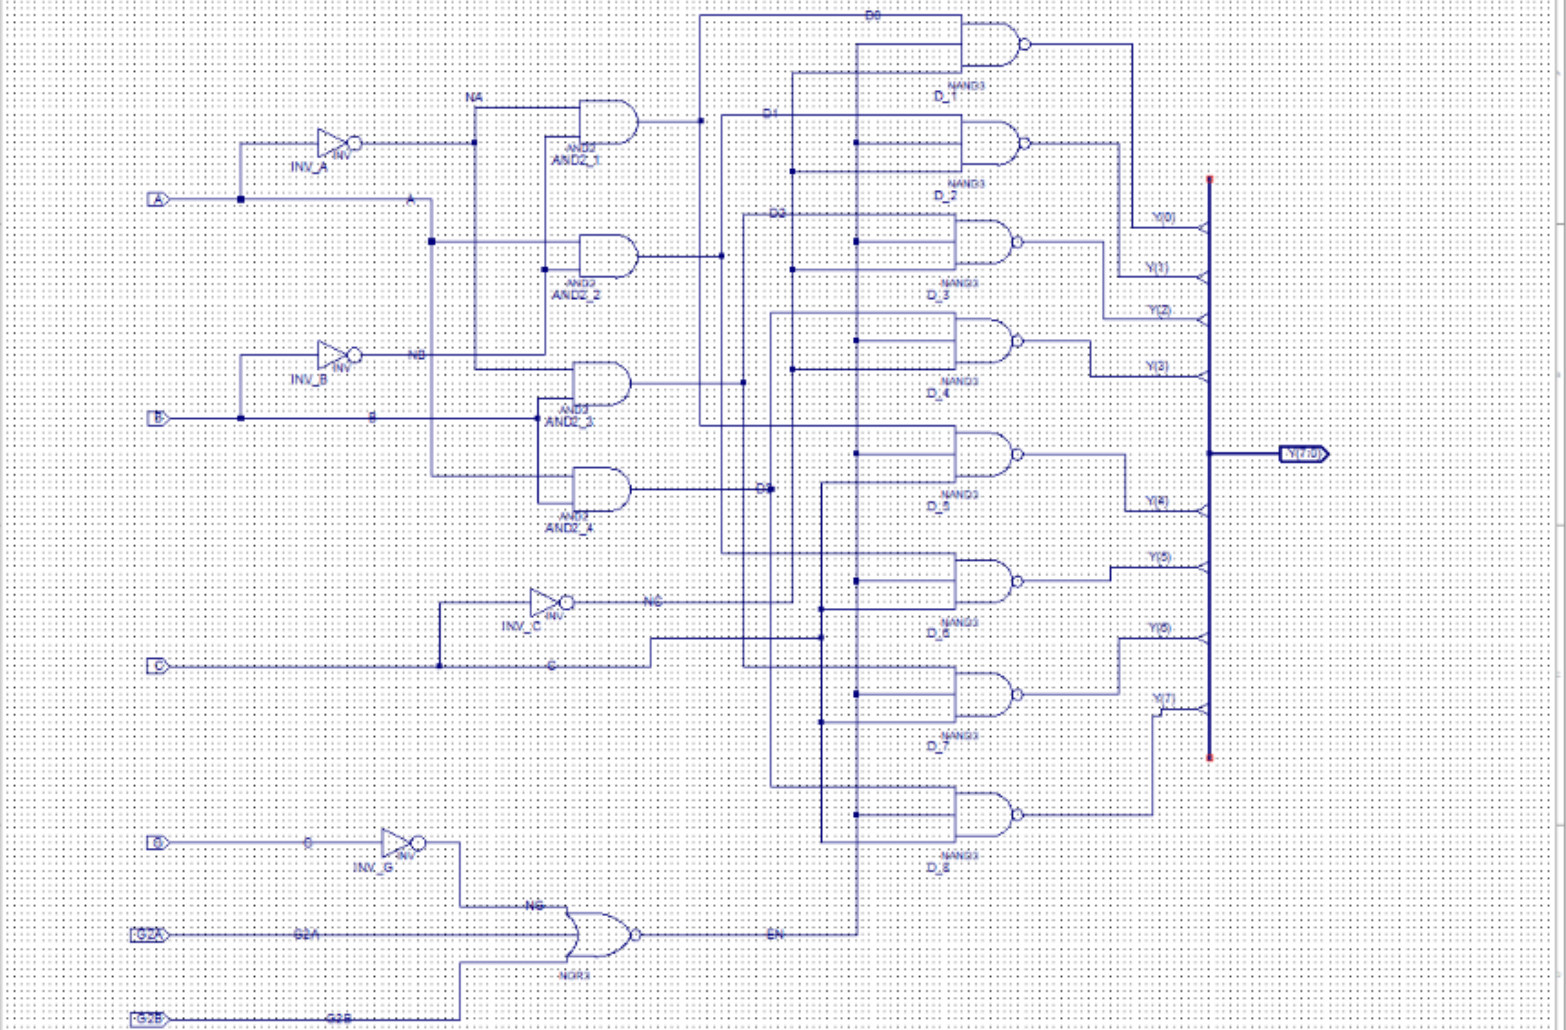 D0
NAND3
D_1
NA
D1
AND2
AND2_1
INV
INV_A
NAND3
D_2
A
A
D2
Y(0)
Y(1)
AND2
AND2_2
NAND3
D_3
Y(2)
NB
INV
INV_B
Y(3)
NAND3
D_4
B
B
AND2
AND2_3
Y(7:0)
D3
NAND3
D_5
Y(4)
AND2
AND2_4
Y(5)
NC
INV
INV_C
NAND3
D_6
Y(6)
C
C
Y(7)
NAND3
D_7
G
G
INV
INV_G
NAND3
D_8
NG
G2A
G2A
EN
NOR3
G2B
G2B